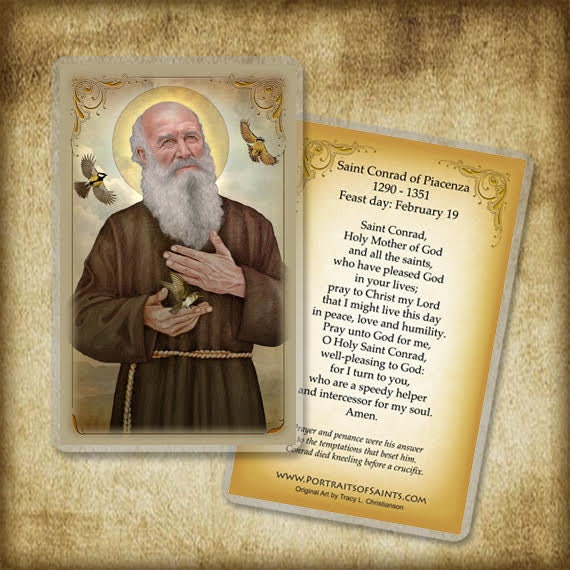 Saint Conrad of Piacenza
1290 - 1351
Feast day: February 19
Saint Conrad,
Holy Mother of God
and all the saints,
who have pleased God
in your lives;
pray to Christ my Lord
that I might live this day
in peace, love and humility.
Pray unto God for me,
O Holy Saint Conrad,
well-pleasing to God:
for I turn to you,
who are a speedy helper
and intercessor for my soul.
Amen.
Prayer and penance were his answer
to the temptations that beset him.
Conrad died kneeling before a crucifix.
www.PortraitsofSaints.com
Original Art by Tracy L. Christianson